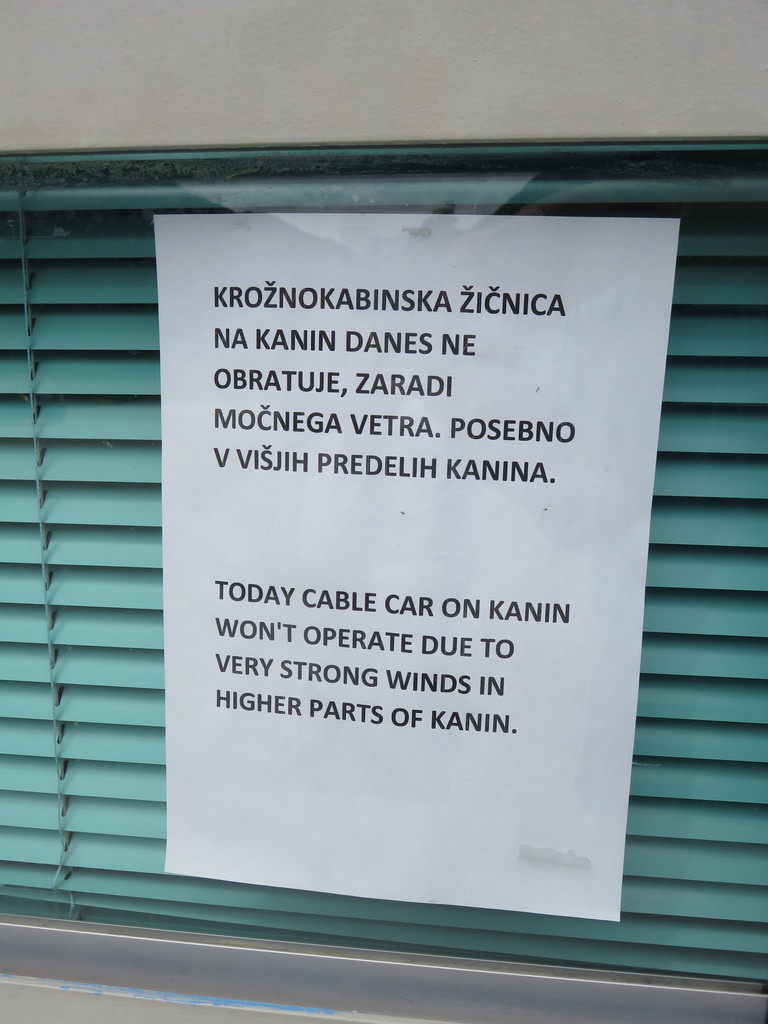 KROŽNOKABINSKA ŽIČNICA
NA KANIN DANES NE
OBRATUJE, ZARADI
MOČNEGA VETRA. POSEBNO
V VIŠJIH PREDELIH KANINA.
TODAY CABLE CAR ON KANIN
WON'T OPERATE DUE TO
VERY STRONG WINDS IN
HIGHER PARTS OF KANIN.